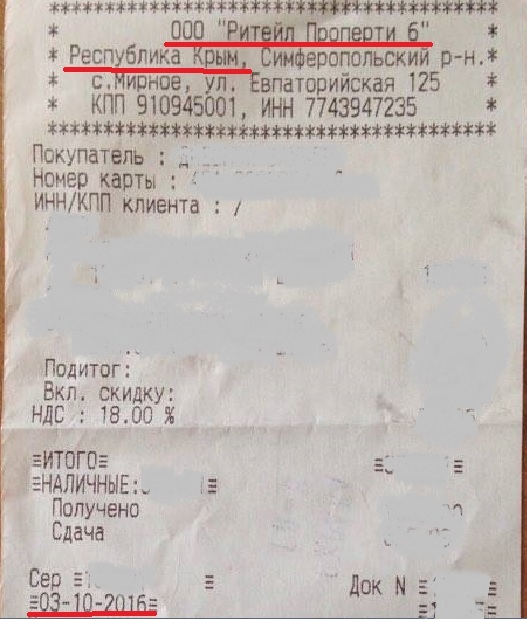 *********************************
* ООО "Ритейл Проперти 6" *
* Республика Крым, Симферопольский р-н.*
* с.Мирное, ул. Евпаторийская 125 *
* КПП 910945001, ИНН 7743947235 *
*********************************
Покупатель :
Номер карты :
ИНН/КПП клиента : /
Подитог:
Вкл. скидку:
НДС : 18.00 %
≡ИТОГО≡ ≡
≡НАЛИЧНЫЕ: ≡
Получено
Сдача
Сер ≡ ≡ Док N ≡
≡03-10-2016≡